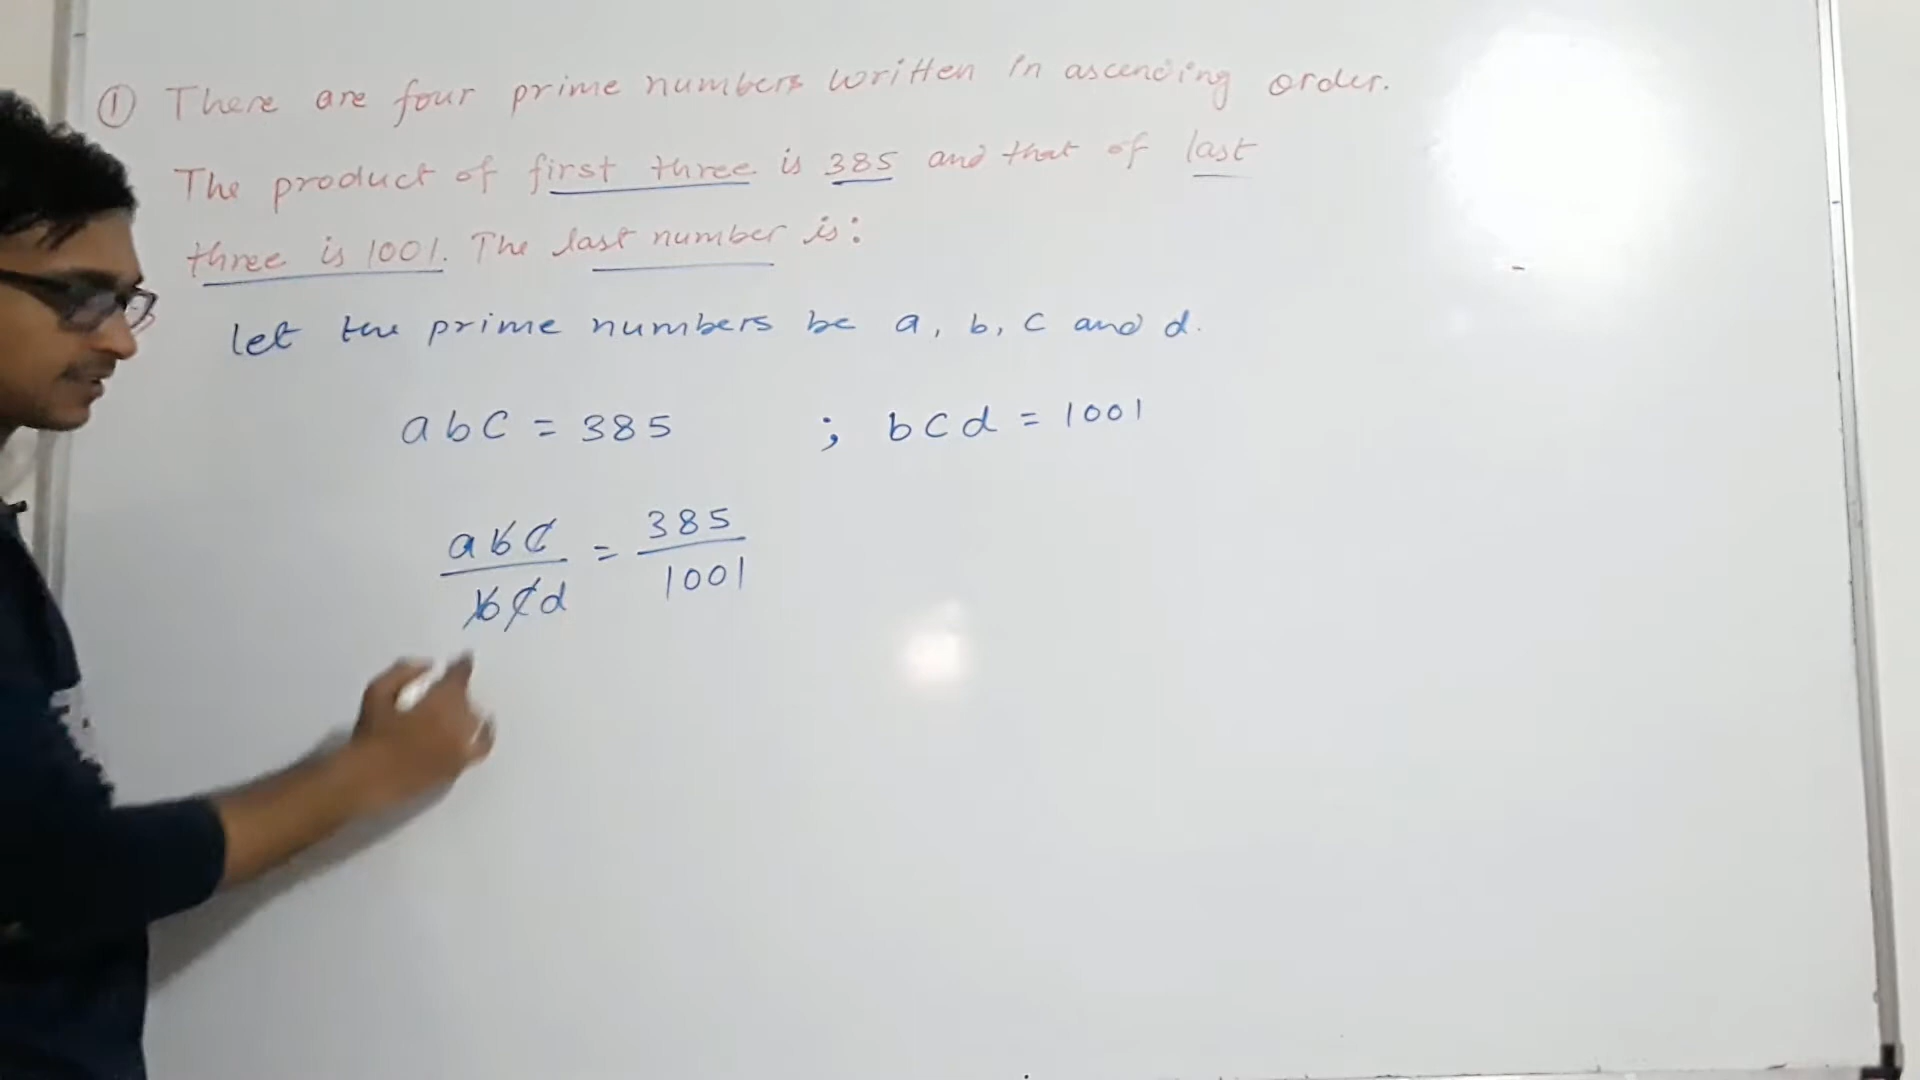 ① There are four prime numbers written in ascending order.
The product of first three is 385 and that of last
three is 1001. The last number is:
let the prime numbers be a, b, c and d.
abc = 385 ; bcd = 1001
abc/bcd = 385/1001